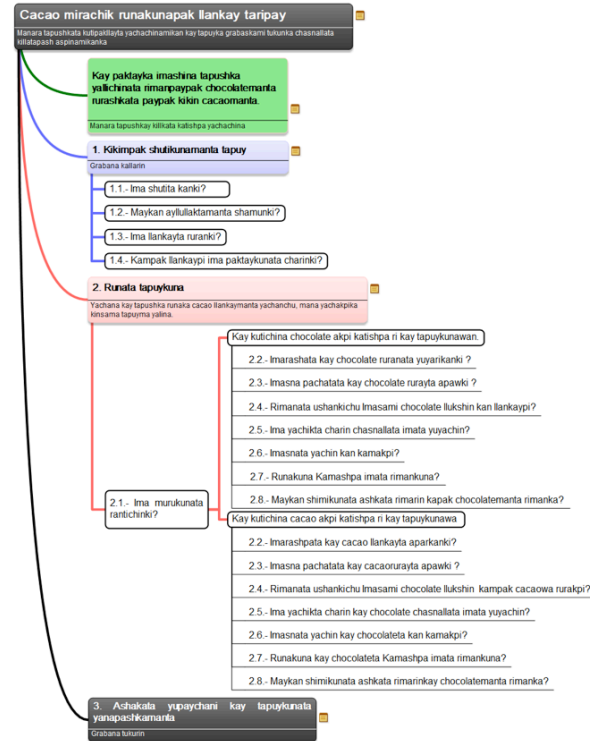 Cacao mirachik runakunapak llankay taripay
Manara tapushkata kutipakllayta yachachinamikan kay tapuyka grabaskami tukunka chasnallata
killatapash aspinamikanka
Kay paktayka imashina tapushka
yallichinata rimanpaypak chocolatemanta
rurashkata paypak kikin cacaomanta.
Manara tapushkay killkata katishpa yachachina
1. Kikimpak shutikunamanta tapuy
Grabana kallarin
1.1.- Ima shutita kanki?
1.2.- Maykan ayllullaktamanta shamunki?
1.3.- Ima llankayta ruranki?
1.4.- Kampak llankaypi ima paktaykunata charinki?
2. Runata tapuykuna
Yachana kay tapushka runaka cacao llankaymanta yachanchu, mana yachakpika
kinsama tapuyma yalina.
2.1.- Ima murukunata
rantichinki?
Kay kutichina chocolate akpi katishpa ri kay tapuykunawan.
2.2.- Imarashata kay chocolate ruranata yuyarikanki ?
2.3.- Imasna pachatata kay chocolate rurayta apawki ?
2.4.- Rimanata ushankichu Imasami chocolate llukshin kan llankaypi?
2.5.- Ima yachikta charin chasnallata imata yuyachin?
2.6.- Imasnata yachin kan kamakpi?
2.7.- Runakuna Kamashpa imata rimankuna?
2.8.- Maykan shimikunata ashkata rimarin kapak chocolatemanta rimanka?
Kay kutichina cacao akpi katishpa ri kay tapuykunawa
2.2.- Imarashpata kay cacao llankayta aparkanki?
2.3.- Imasna pachatata kay cacaorurayta apawki ?
2.4.- Rimanata ushankichu Imasami chocolate llukshin kampak cacaowa rurakpi?
2.5.- Ima yachikta charin kay chocolate chasnallata imata yuyachin?
2.6.- Imasnata yachin kay chocolateta kan kamakpi?
2.7.- Runakuna kay chocolateta Kamashpa imata rimankuna?
2.8.- Maykan shimikunata ashkata rimarinkay chocolatemanta rimanka?
3. Ashakata yupaychani kay tapuykunata
yanapashkamanta
Grabana tukurin